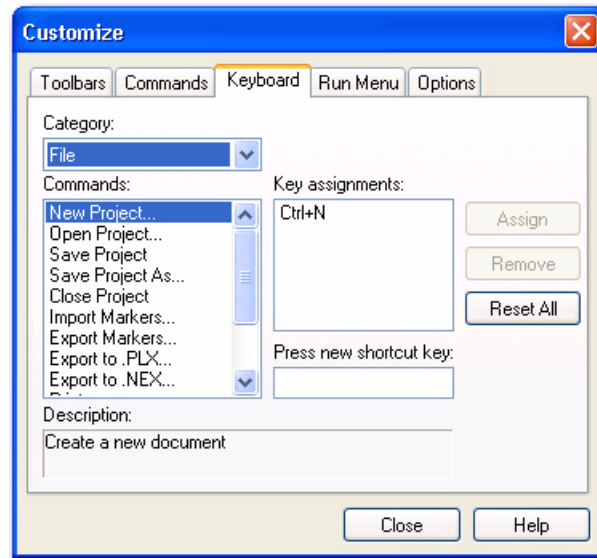 Customize
Toolbars Commands Keyboard Run Menu Options
Category:
File
Commands:
New Project...
Open Project...
Save Project
Save Project As...
Close Project
Import Markers...
Export Markers...
Export to .PLX...
Export to .NEX...
Key assignments:
Ctrl+N
Assign
Remove
Reset All
Press new shortcut key:
Description:
Create a new document
Close Help